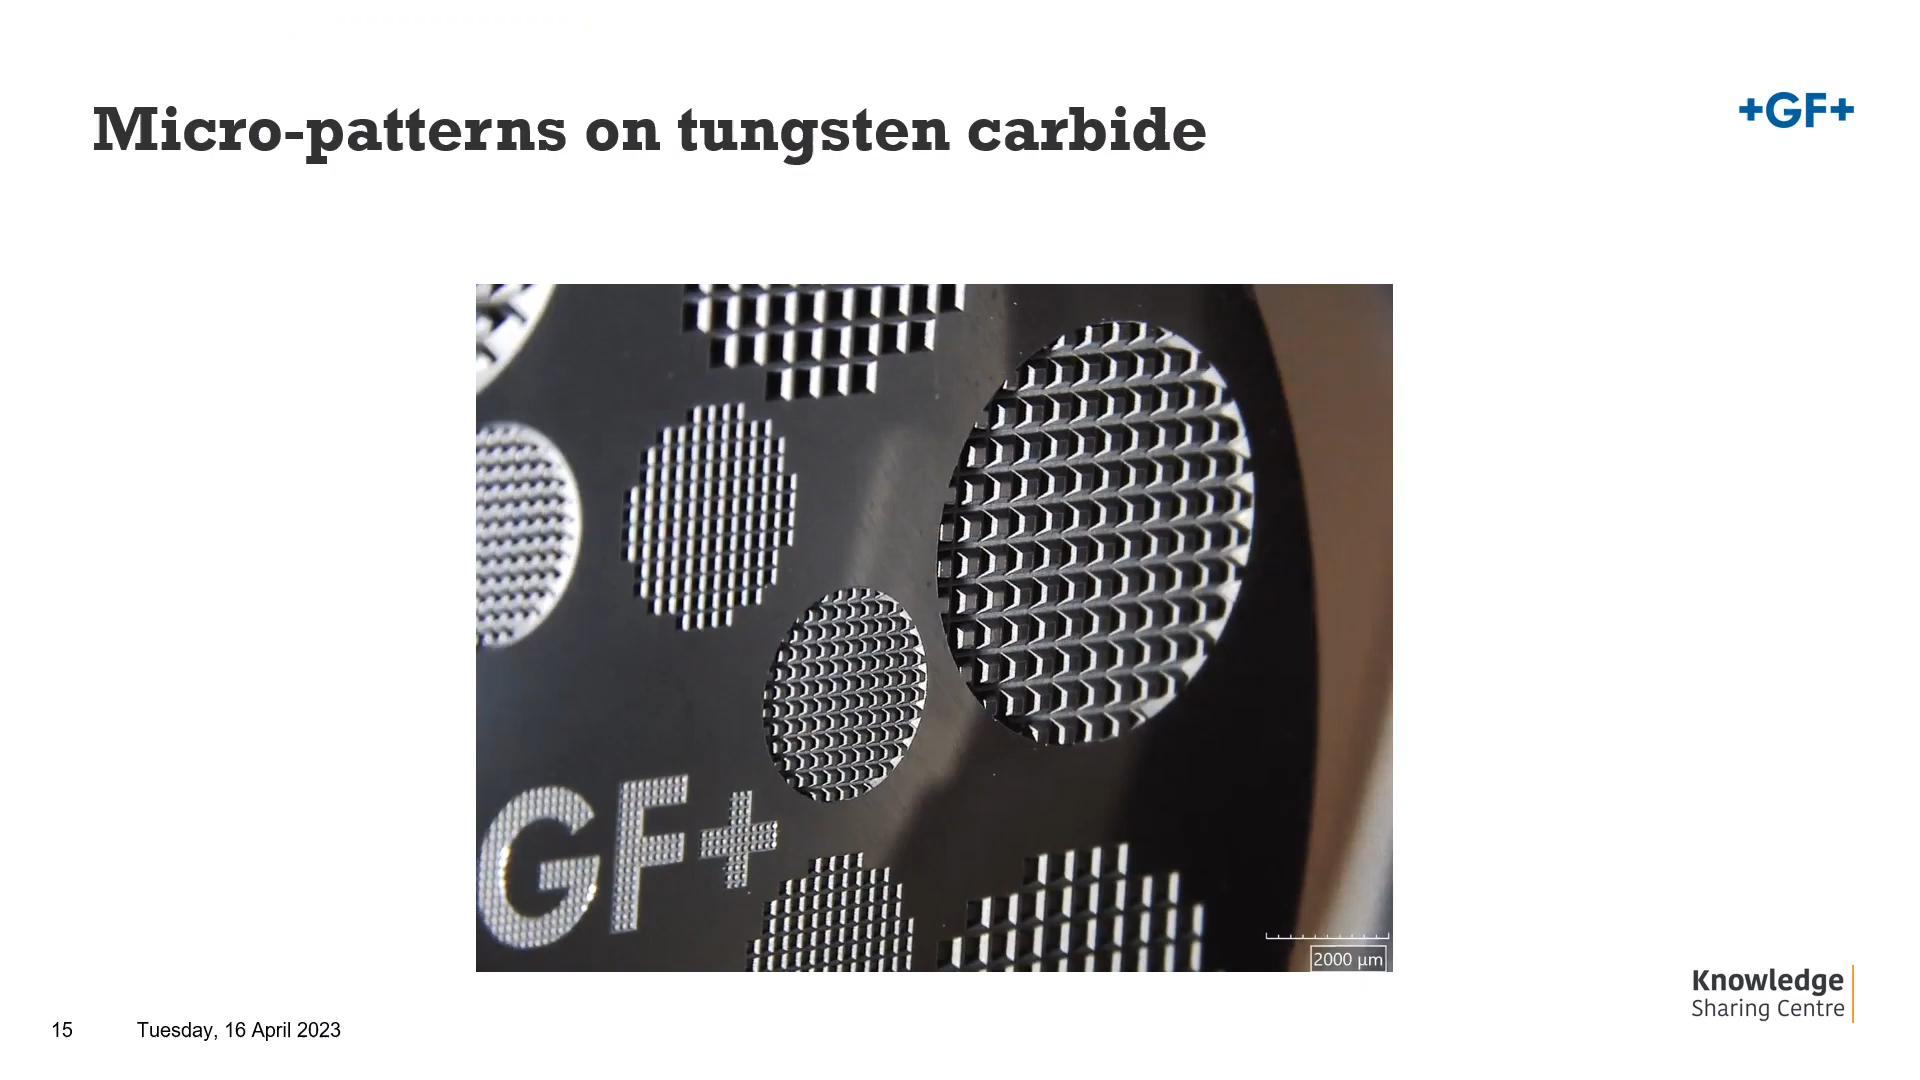 Micro-patterns on tungsten carbide
+GF+
GF+
2000 µm
Knowledge
Sharing Centre
15 Tuesday, 16 April 2023